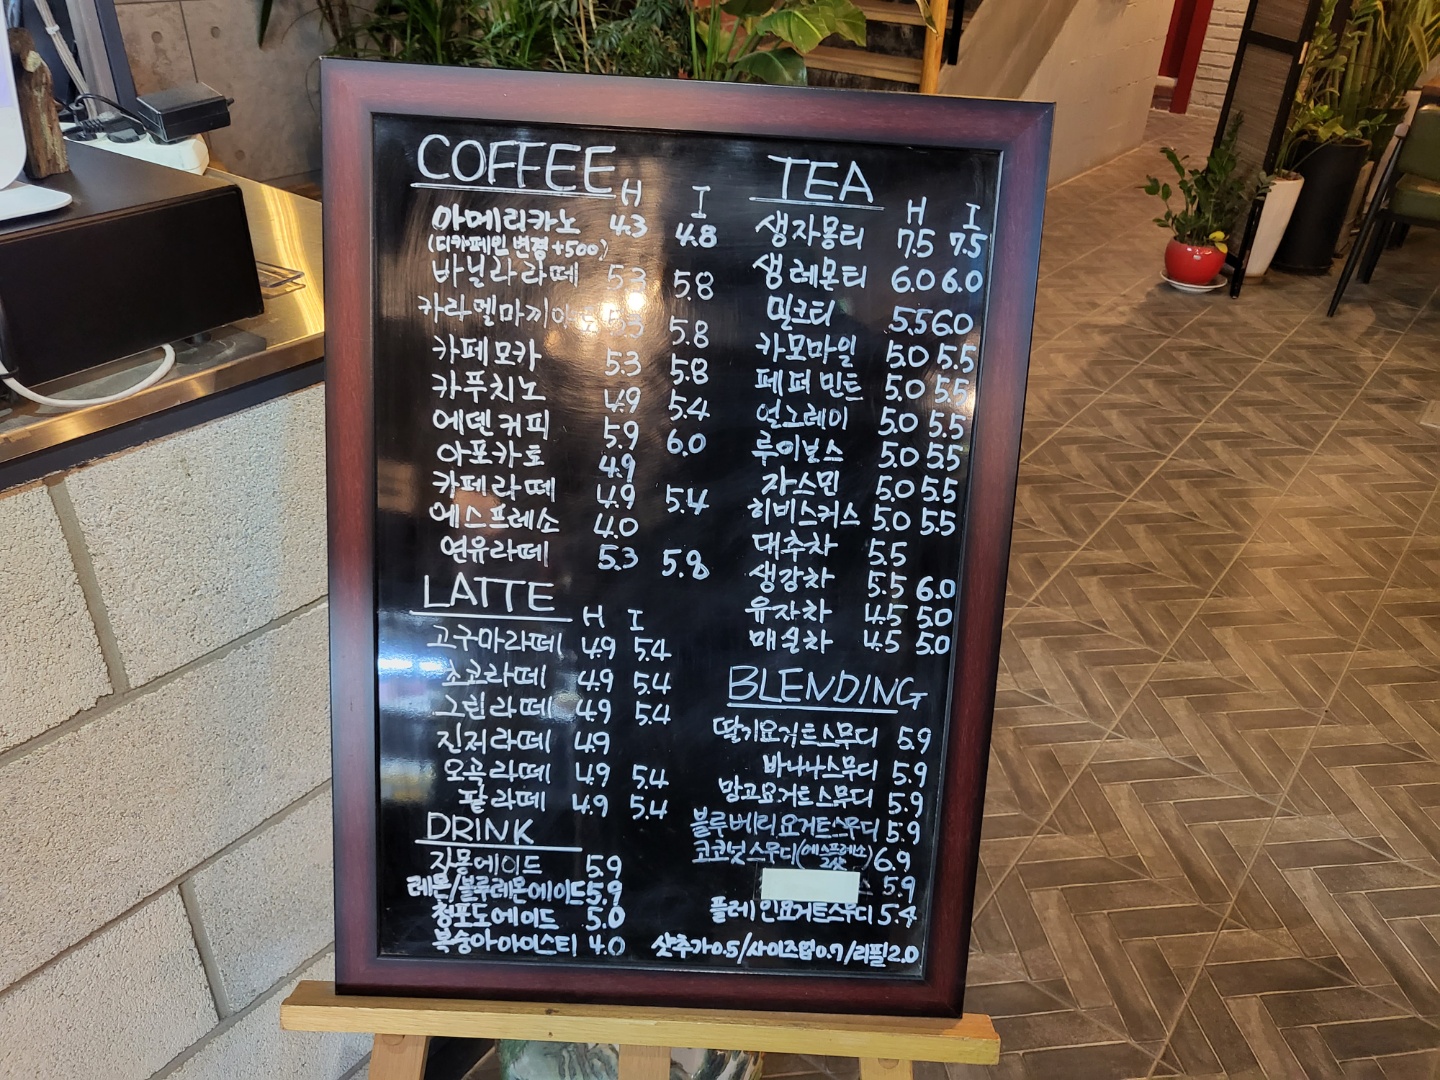 COFFEE
H I
아메리카노 4.3 4.8
(디카페인 변경+500)
바닐라라떼 5.3 5.8
카라멜마끼아 5.3 5.8
카페모카 5.3 5.8
카푸치노 4.9 5.4
에덴커피 5.9 6.0
아포카토 4.9
카페라떼 4.9 5.4
에스프레소 4.0
연유라떼 5.3 5.8
LATTE
H I
고구마라떼 4.9 5.4
초코라떼 4.9 5.4
그린라떼 4.9 5.4
진저라떼 4.9
오곡라떼 4.9 5.4
팥라떼 4.9 5.4
DRINK
자몽에이드 5.9
레몬/블루레몬에이드 5.9
청포도에이드 5.0
복숭아아이스티 4.0
TEA
H I
생자몽티 7.5 7.5
생레몬티 6.0 6.0
밀크티 5.5 6.0
카모마일 5.0 5.5
페퍼민트 5.0 5.5
얼그레이 5.0 5.5
루이보스 5.0 5.5
자스민 5.0 5.5
히비스커스 5.0 5.5
대추차 5.5
생강차 5.5 6.0
유자차 4.5 5.0
매실차 4.5 5.0
BLENDING
딸기요거트스무디 5.9
바나나스무디 5.9
망고요거트스무디 5.9
블루베리요거트스무디 5.9
코코넛스무디(에스프레소 2샷) 6.9
5.9
플레인요거트스무디 5.4
샷추가0.5/사이즈업0.7/리필2.0